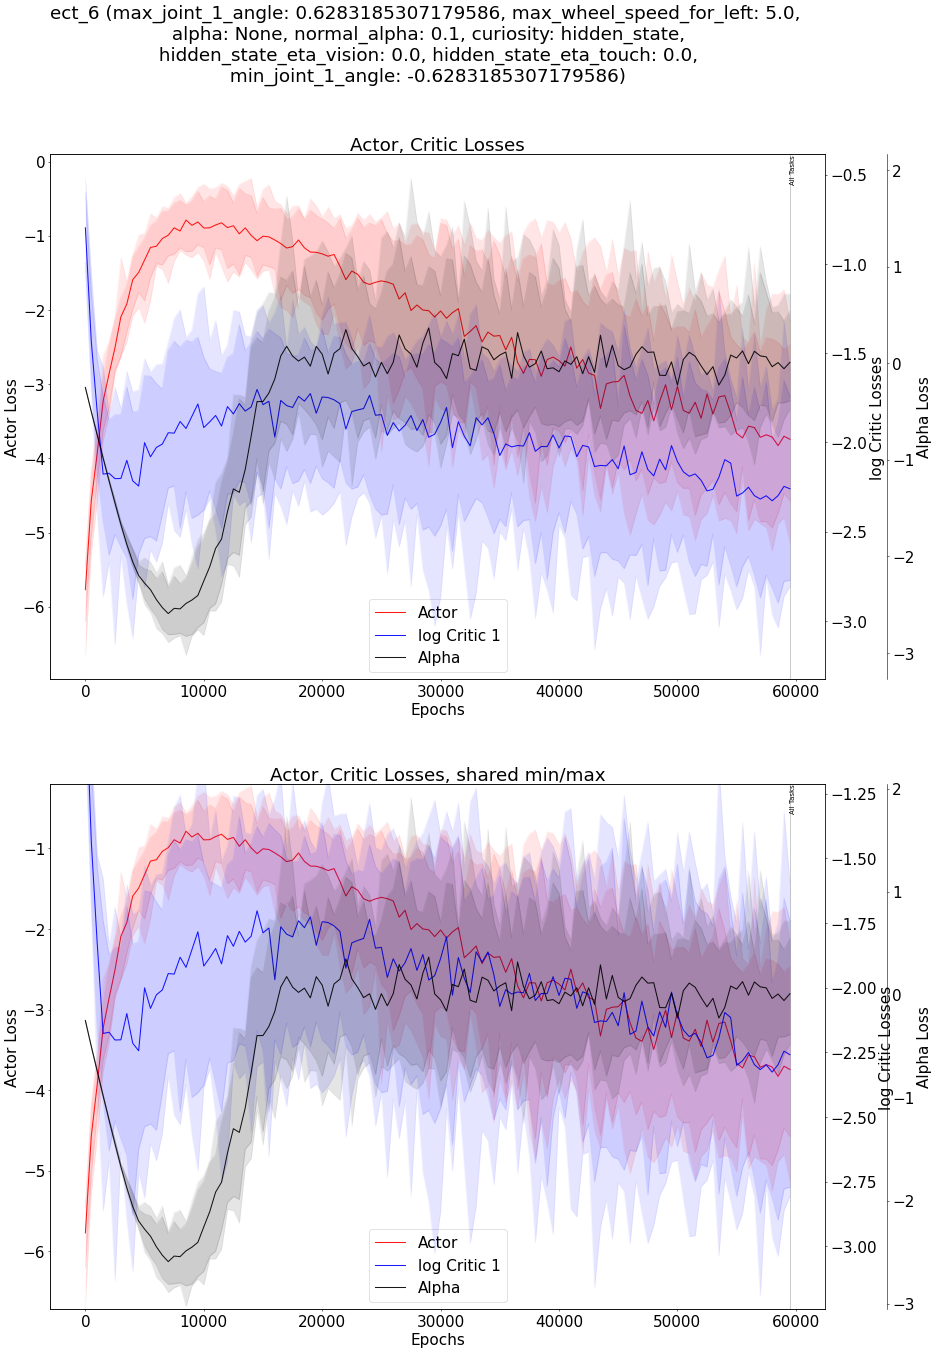 ect_6 (max_joint_1_angle: 0.6283185307179586, max_wheel_speed_for_left: 5.0,
alpha: None, normal_alpha: 0.1, curiosity: hidden_state,
hidden_state_eta_vision: 0.0, hidden_state_eta_touch: 0.0,
min_joint_1_angle: -0.6283185307179586)
Actor, Critic Losses
All Tasks
0
−1
−2
−3
−4
−5
−6
Actor Loss
−0.5
−1.0
−1.5
−2.0
−2.5
−3.0
log Critic Losses
2
1
0
−1
−2
−3
Alpha Loss
Actor
log Critic 1
Alpha
0 10000 20000 30000 40000 50000 60000
Epochs
Actor, Critic Losses, shared min/max
All Tasks
−1
−2
−3
−4
−5
−6
Actor Loss
−1.25
−1.50
−1.75
−2.00
−2.25
−2.50
−2.75
−3.00
log Critic Losses
2
1
0
−1
−2
−3
Alpha Loss
Actor
log Critic 1
Alpha
0 10000 20000 30000 40000 50000 60000
Epochs